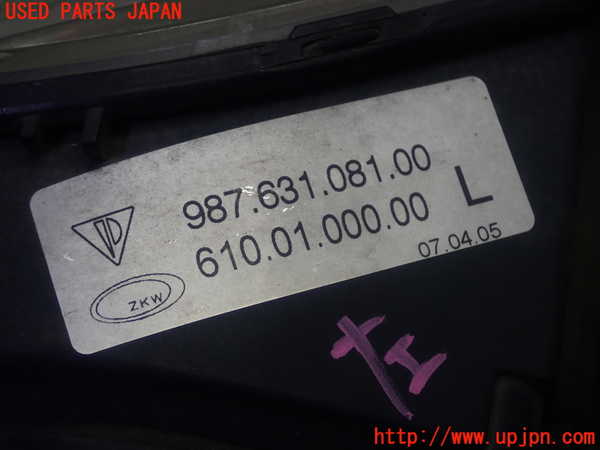 USED PARTS JAPAN
987.631.081.00
610.01.000.00
L
07.04.05
ZKW
http://www.upjpn.com/